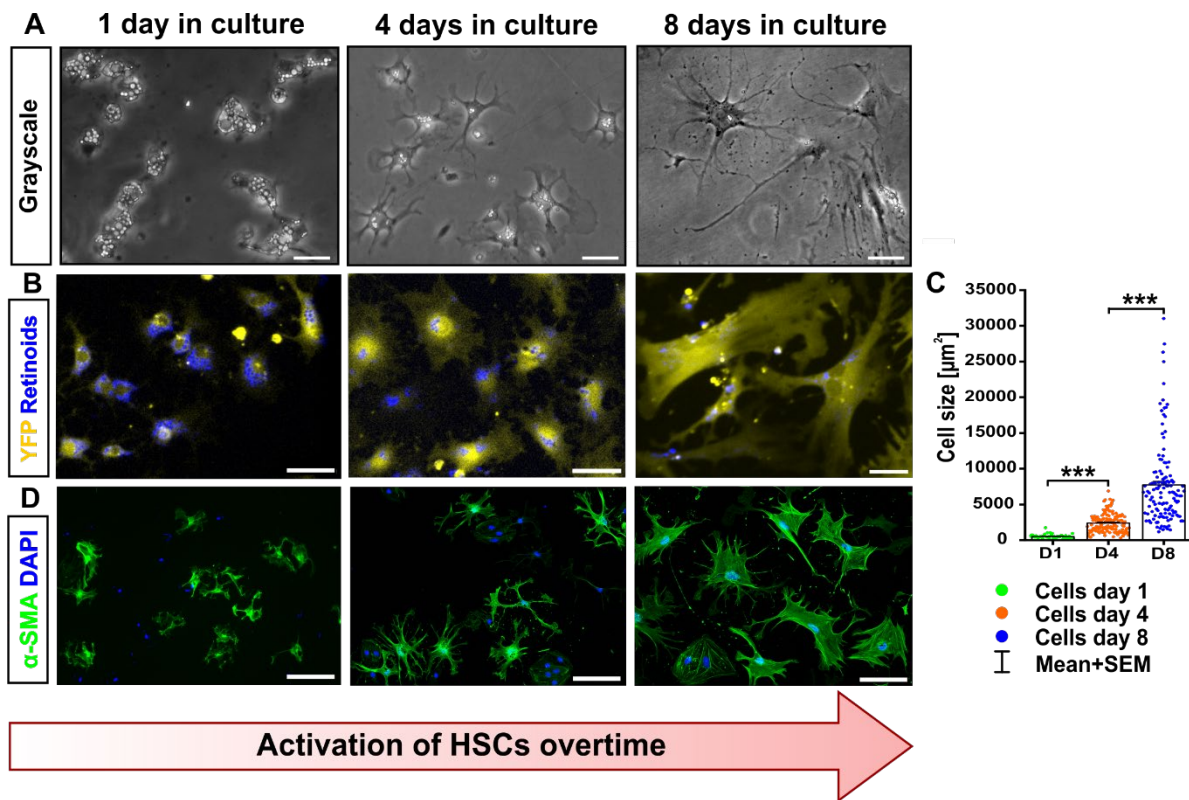 A
1 day in culture
4 days in culture
8 days in culture
Grayscale
B
YFP Retinoids
C
Cell size [µm²]
35000
30000
25000
20000
15000
10000
5000
0
***
***
D1
D4
D8
Cells day 1
Cells day 4
Cells day 8
Mean+SEM
D
α-SMA DAPI
Activation of HSCs overtime